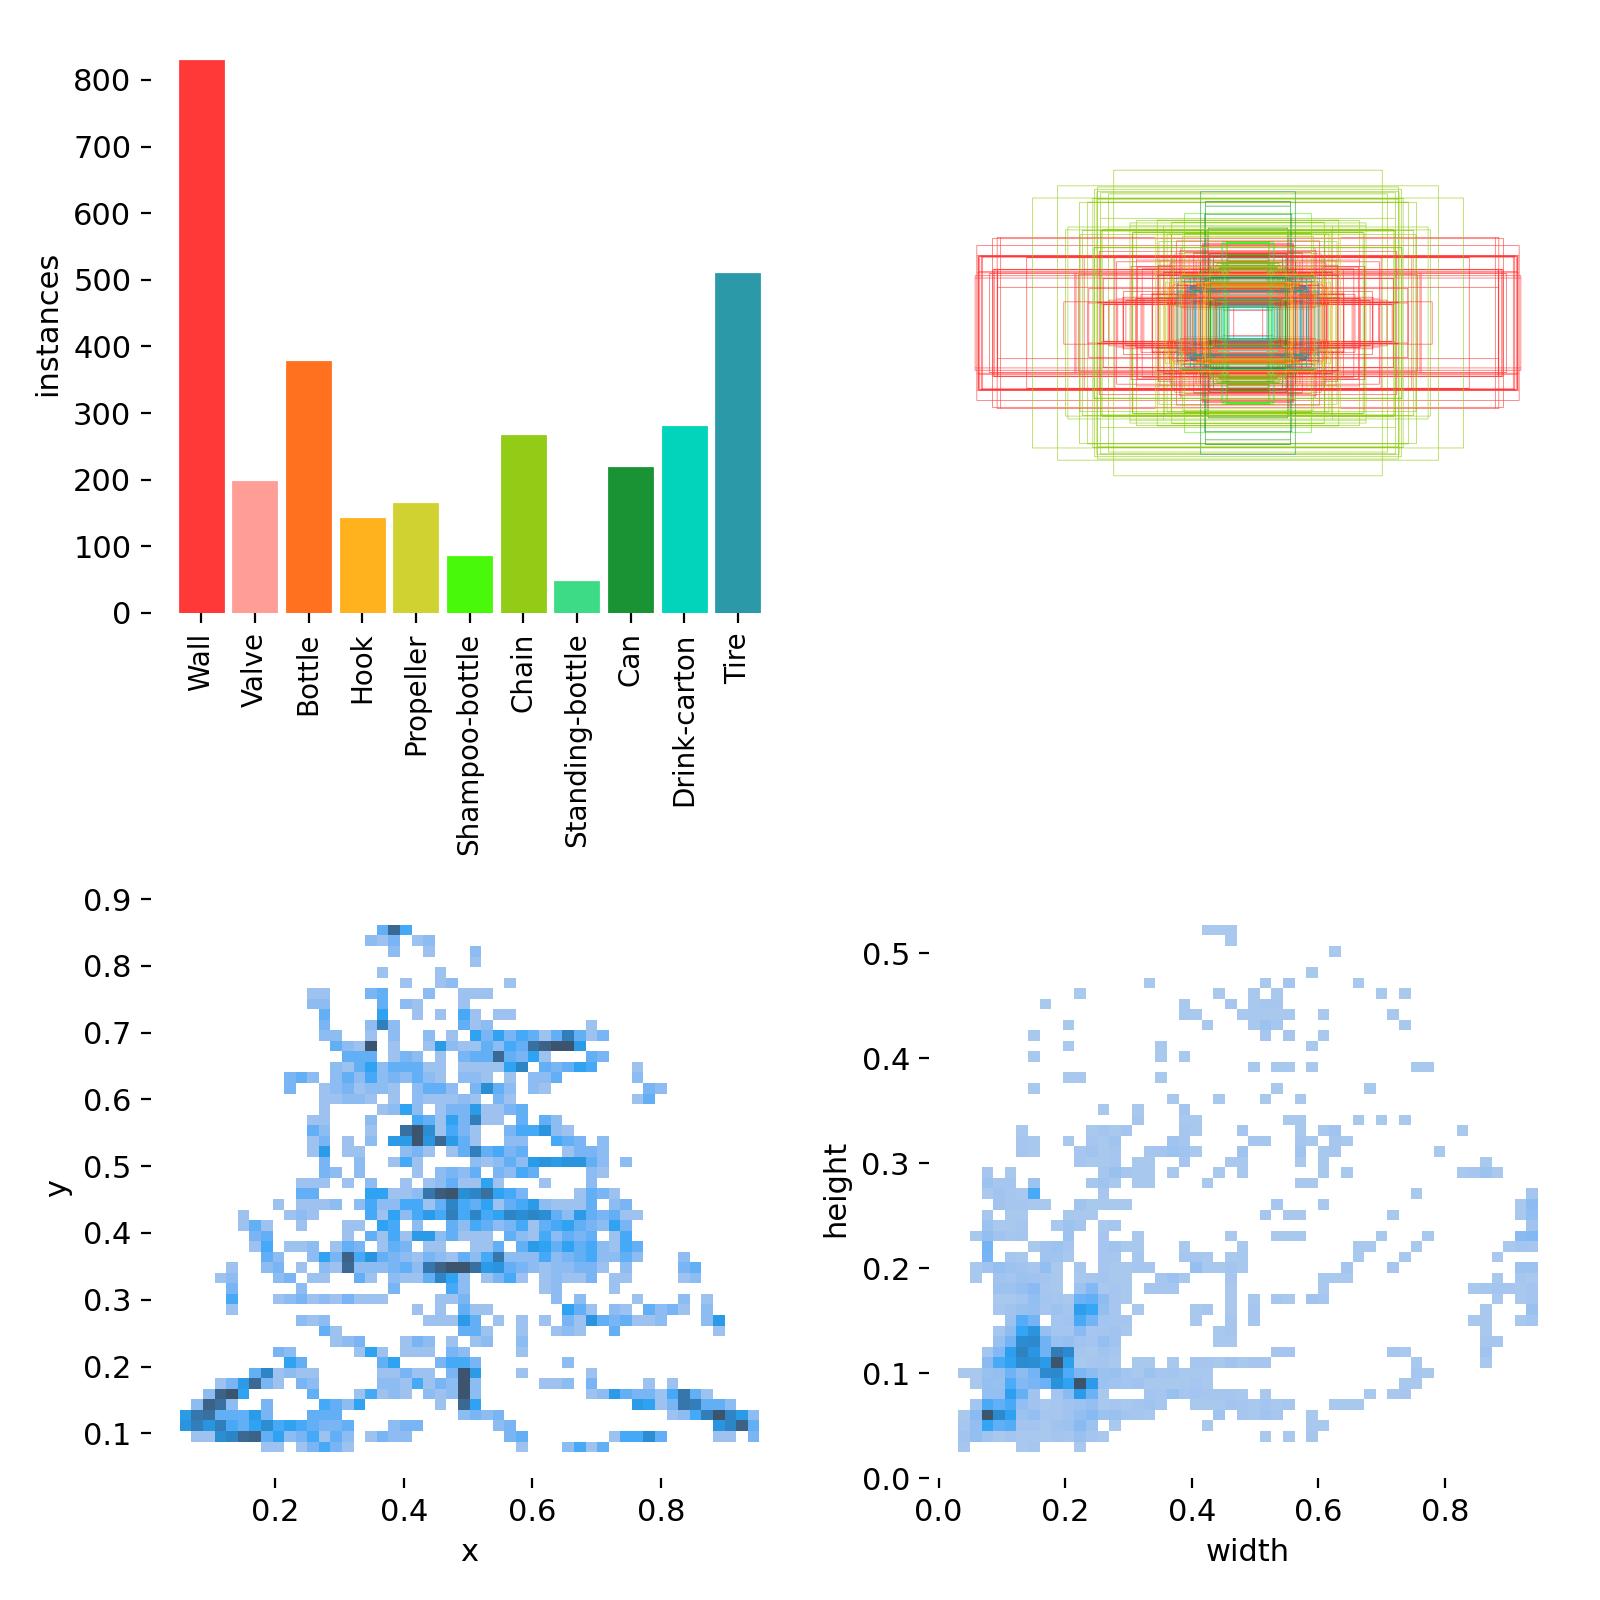 800
700
600
500
400
300
200
100
0
instances
Wall
Valve
Bottle
Hook
Propeller
Shampoo-bottle
Chain
Standing-bottle
Can
Drink-carton
Tire
0.9
0.8
0.7
0.6
0.5
0.4
0.3
0.2
0.1
y
0.2 0.4 0.6 0.8
x
0.5
0.4
0.3
0.2
0.1
0.0
height
0.0 0.2 0.4 0.6 0.8
width